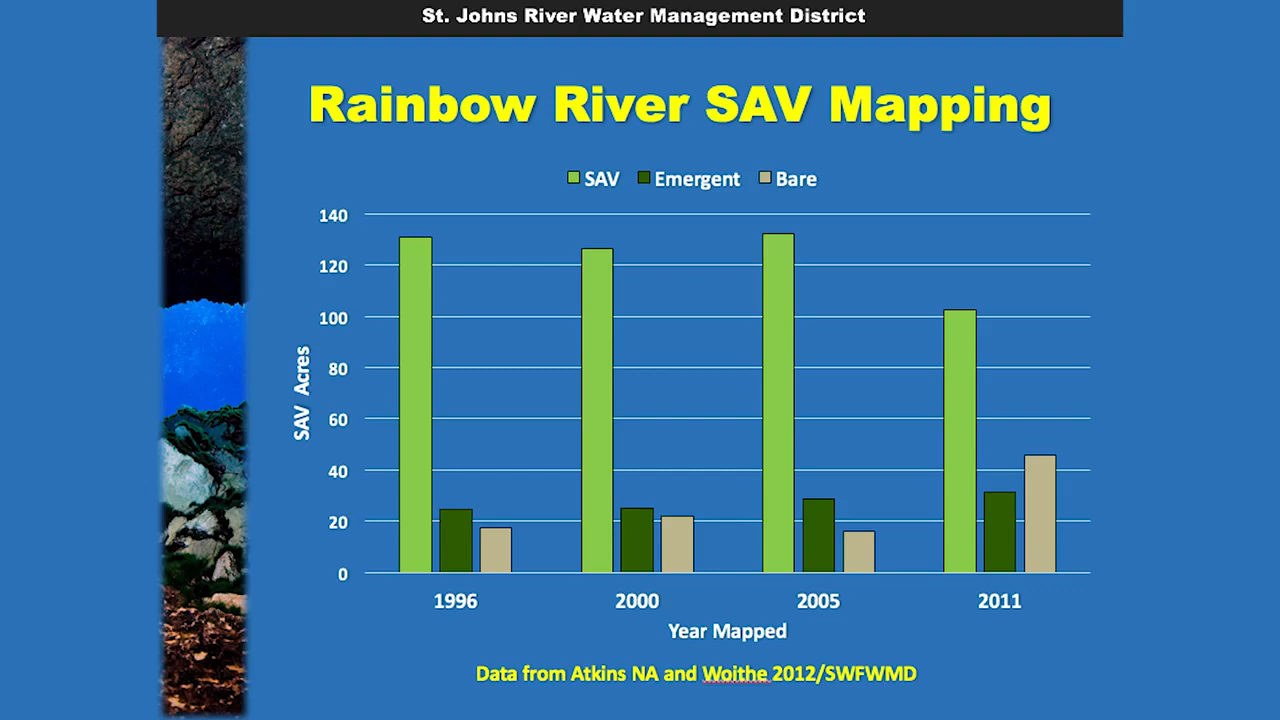 St. Johns River Water Management District
Rainbow River SAV Mapping
SAV Emergent Bare
140
120
100
80
60
40
20
0
SAV Acres
1996 2000 2005 2011
Year Mapped
Data from Atkins NA and Woithe 2012/SWFWMD